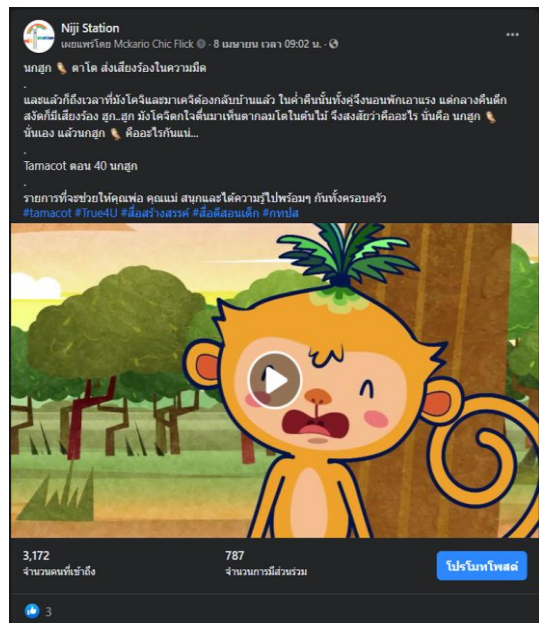 Niji Station
เผยแพร่โดย Mckario Chic Flick · 8 เมษายน เวลา 09:02 น. ·
นกฮูก ตาโต ส่งเสียงร้องในความมืด
.
และแล้วก็ถึงเวลาที่มังโคจิและมาเคจิต้องกลับบ้านแล้ว ในค่ำคืนนั้นทั้งคู่จึงนอนพักเอาแรง แต่กลางคืนดึก
สงัดก็มีเสียงร้อง ฮูก..ฮูก มังโคจิตกใจตื่นมาเห็นตากลมโตในต้นไม้ จึงสงสัยว่าคืออะไร นั่นคือ นกฮูก
นั่นเอง แล้วนกฮูก คืออะไรกันแน่...
.
Tamacot ตอน 40 นกฮูก
.
รายการที่จะช่วยให้คุณพ่อ คุณแม่ สนุกและได้ความรู้ไปพร้อมๆ กันทั้งครอบครัว
#tamacot #True4U #สื่อสร้างสรรค์ #สื่อดีสอนเด็ก #กทปส
3,172
จำนวนคนที่เข้าถึง
787
จำนวนการมีส่วนร่วม
โปรโมทโพสต์
3